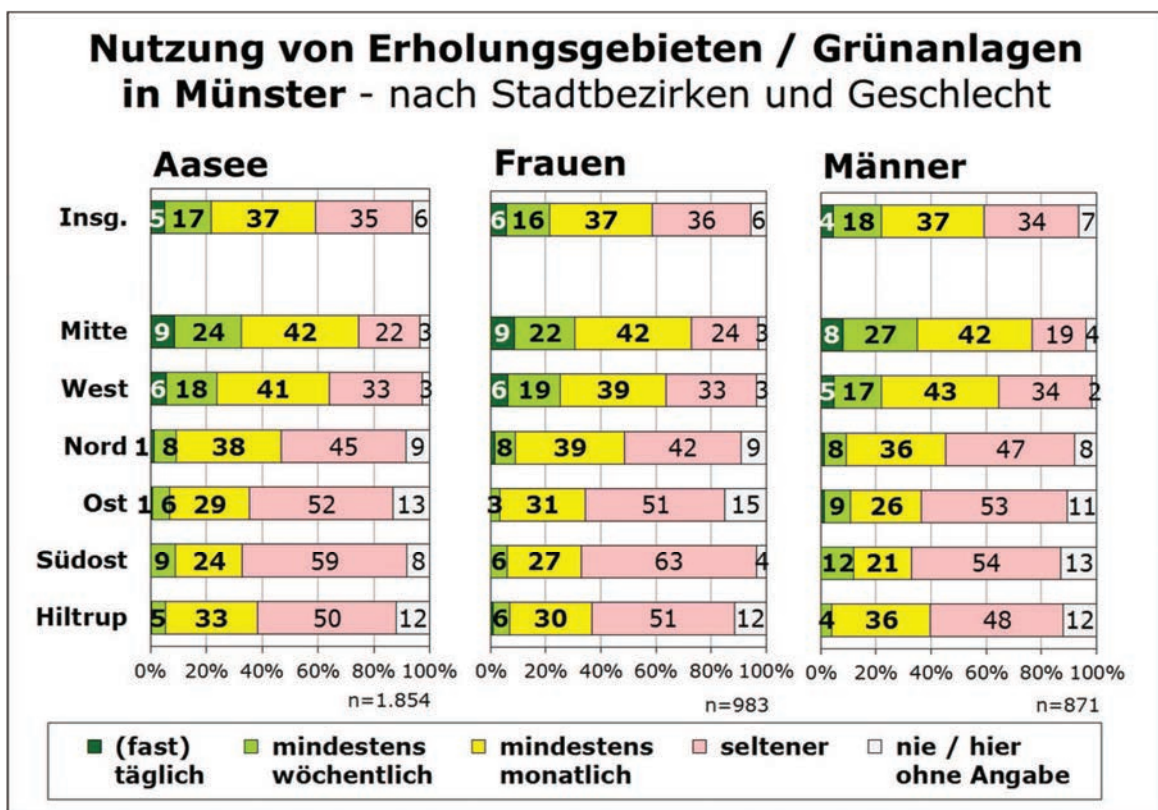 Nutzung von Erholungsgebieten / Grünanlagen
in Münster - nach Stadtbezirken und Geschlecht
Aasee Frauen Männer
Insg. 5 17 37 35 6 6 16 37 36 6 4 18 37 34 7
Mitte 9 24 42 22 3 9 22 42 24 3 8 27 42 19 4
West 6 18 41 33 3 6 19 39 33 3 5 17 43 34 2
Nord 1 8 38 45 9 8 39 42 9 8 36 47 8
Ost 1 6 29 52 13 3 31 51 15 9 26 53 11
Südost 9 24 59 8 6 27 63 4 12 21 54 13
Hiltrup 5 33 50 12 6 30 51 12 4 36 48 12
0% 20% 40% 60% 80% 100% 0% 20% 40% 60% 80% 100% 0% 20% 40% 60% 80% 100%
n=1.854 n=983 n=871
(fast) mindestens mindestens seltener nie / hier
täglich wöchentlich monatlich ohne Angabe